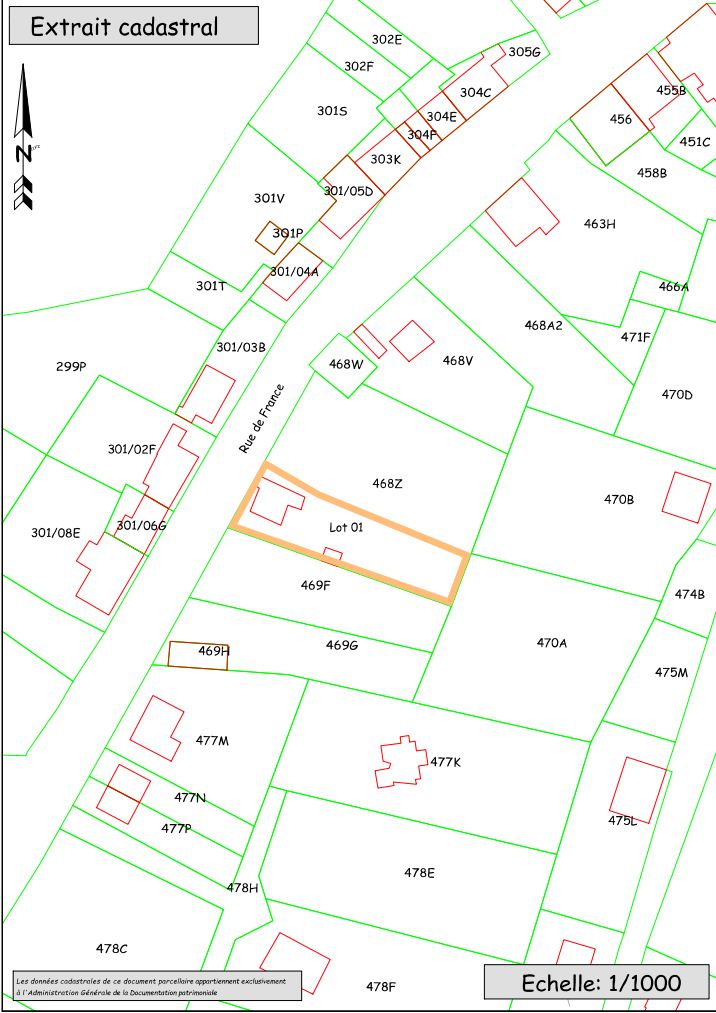 Extrait cadastral
302E
305G
302F
304C
455B
301S
304E
456
304F
451C
303K
458B
301/05D
301V
463H
301P
301/04A
301T
466A
468A2
471F
301/03B
468V
468W
299P
470D
Rue de France
301/02F
468Z
470B
301/06G
Lot 01
301/08E
469F
474B
469G
470A
469H
475M
477M
477K
477N
475L
477P
478E
478H
478C
Les données cadastrales de ce document parcellaire appartiennent exclusivement
à l'Administration Générale de la Documentation patrimoniale
478F
Echelle: 1/1000